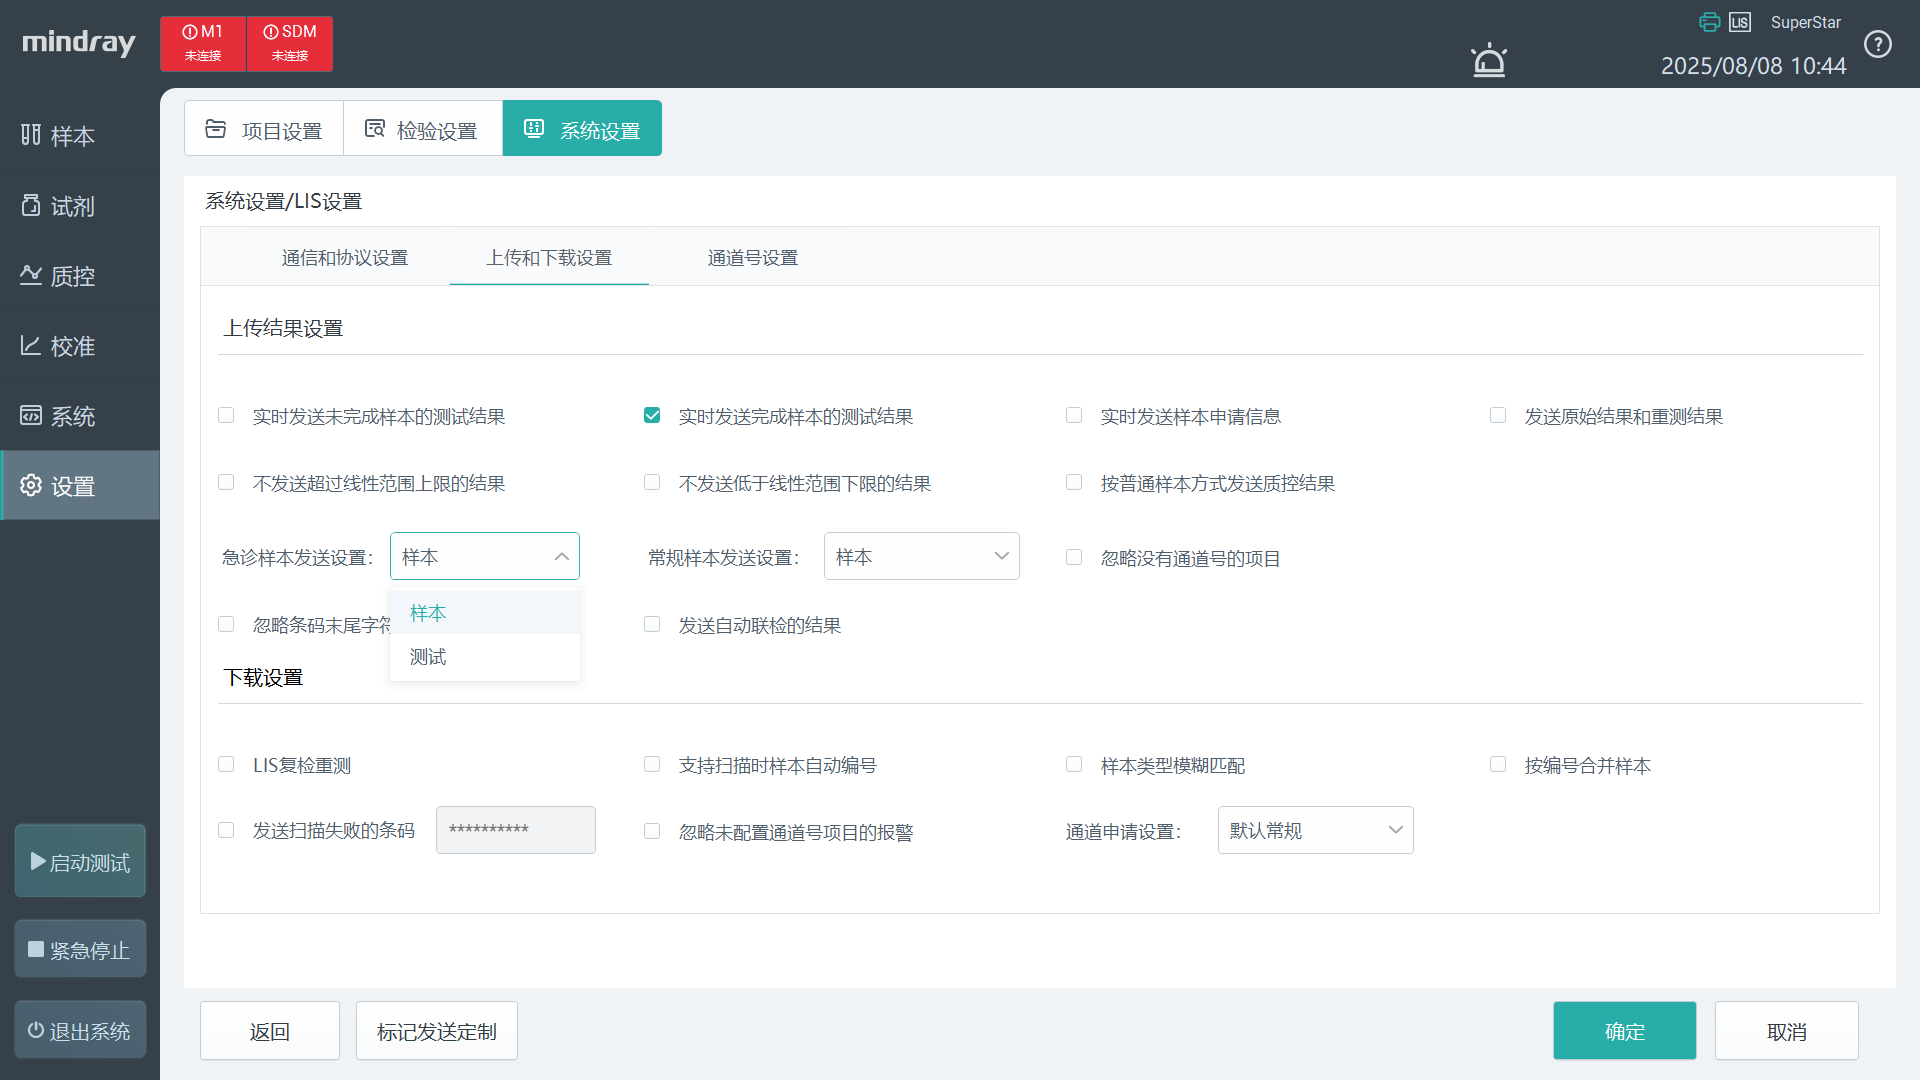 mindray
M1
未连接
SDM
未连接
LIS
SuperStar
2025/08/08 10:44
样本
试剂
质控
校准
系统
设置
启动测试
紧急停止
退出系统
项目设置
检验设置
系统设置
系统设置/LIS设置
通信和协议设置
上传和下载设置
通道号设置
上传结果设置
实时发送未完成样本的测试结果
实时发送完成样本的测试结果
实时发送样本申请信息
发送原始结果和重测结果
不发送超过线性范围上限的结果
不发送低于线性范围下限的结果
按普通样本方式发送质控结果
急诊样本发送设置：
样本
常规样本发送设置：
样本
忽略没有通道号的项目
样本
测试
忽略条码末尾字符
发送自动联检的结果
下载设置
LIS复检重测
支持扫描时样本自动编号
样本类型模糊匹配
按编号合并样本
发送扫描失败的条码
**********
忽略未配置通道号项目的报警
通道申请设置：
默认常规
返回
标记发送定制
确定
取消